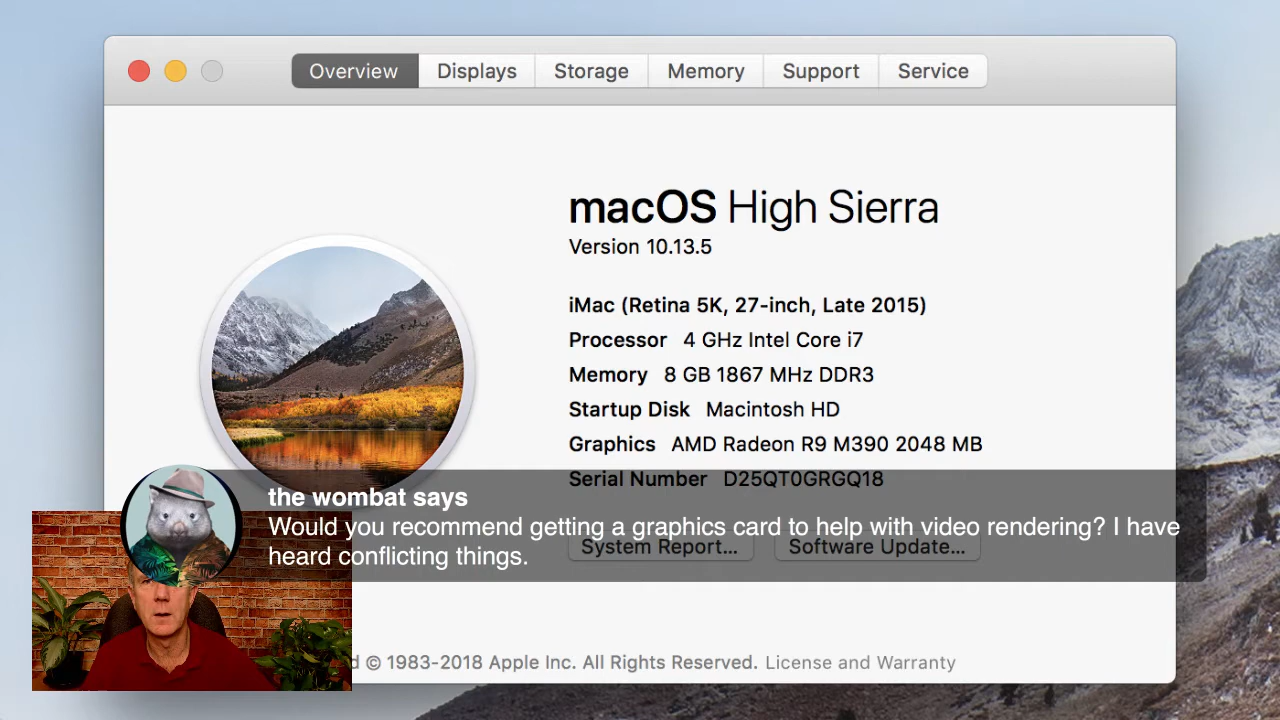 Overview Displays Storage Memory Support Service
macOS High Sierra
Version 10.13.5
iMac (Retina 5K, 27-inch, Late 2015)
Processor 4 GHz Intel Core i7
Memory 8 GB 1867 MHz DDR3
Startup Disk Macintosh HD
Graphics AMD Radeon R9 M390 2048 MB
Serial Number D25QT0GRGQ18
the wombat says
Would you recommend getting a graphics card to help with video rendering? I have
heard conflicting things.
System Report... Software Update...
© 1983-2018 Apple Inc. All Rights Reserved. License and Warranty